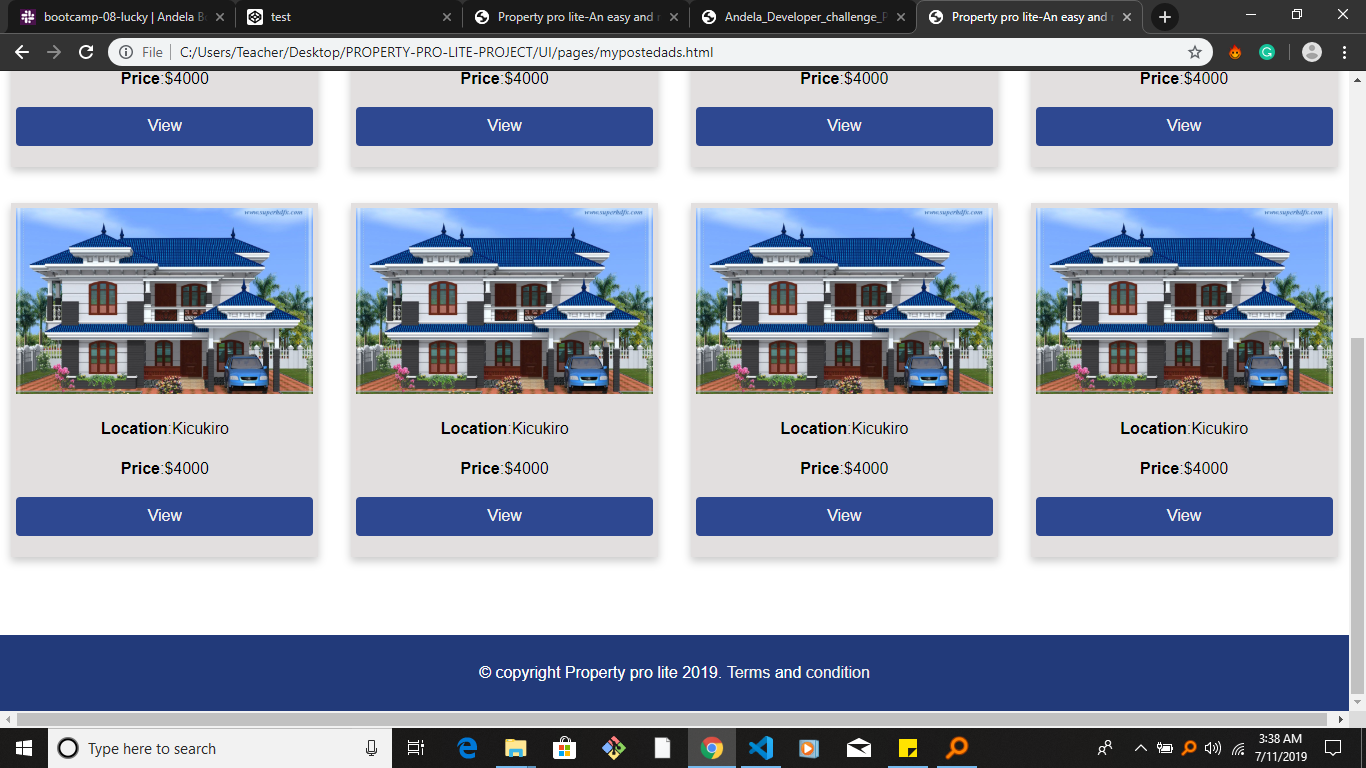 bootcamp-08-lucky | Andela B
test
Property pro lite-An easy and
Andela_Developer_challenge_P
Property pro lite-An easy and
File C:/Users/Teacher/Desktop/PROPERTY-PRO-LITE-PROJECT/UI/pages/mypostedads.html
Price:$4000 Price:$4000 Price:$4000 Price:$4000
View View View View
www.superhdfx.com www.superhdfx.com www.superhdfx.com www.superhdfx.com
Location:Kicukiro Location:Kicukiro Location:Kicukiro Location:Kicukiro
Price:$4000 Price:$4000 Price:$4000 Price:$4000
View View View View
© copyright Property pro lite 2019. Terms and condition
Type here to search
3:38 AM
7/11/2019